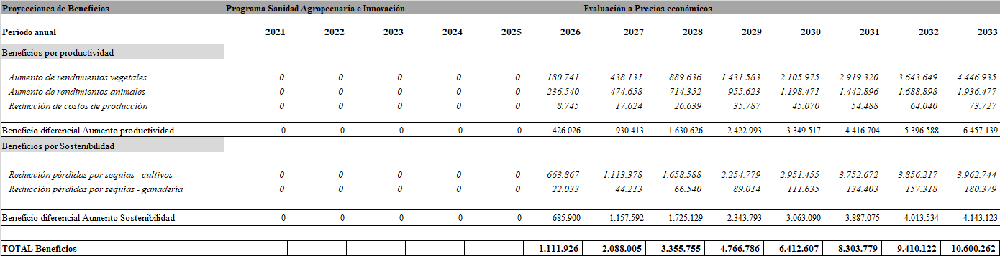 Proyecciones de Beneficios Programa Sanidad Agropecuaria e Innovación Evaluación a Precios económicos
Período anual 2021 2022 2023 2024 2025 2026 2027 2028 2029 2030 2031 2032 2033
Beneficios por productividad
Aumento de rendimientos vegetales 0 0 0 0 0 180.741 438.131 889.636 1.431.583 2.105.975 2.919.320 3.643.649 4.446.935
Aumento de rendimientos animales 0 0 0 0 0 236.540 474.658 714.352 955.623 1.198.471 1.442.896 1.688.898 1.936.477
Reducción de costos de producción 0 0 0 0 0 8.745 17.624 26.639 35.787 45.070 54.488 64.040 73.727
Beneficio diferencial Aumento productividad 0 0 0 0 0 426.026 930.413 1.630.626 2.422.993 3.349.517 4.416.704 5.396.588 6.457.139
Beneficios por Sostenibilidad
Reducción pérdidas por sequias - cultivos 0 0 0 0 0 663.867 1.113.378 1.658.588 2.254.779 2.951.455 3.752.672 3.856.217 3.962.744
Reducción pérdidas por sequias - ganadería 0 0 0 0 0 22.033 44.213 66.540 89.014 111.635 134.403 157.318 180.379
Beneficio diferencial Aumento Sostenibilidad 0 0 0 0 0 685.900 1.157.592 1.725.129 2.343.793 3.063.090 3.887.075 4.013.534 4.143.123
TOTAL Beneficios - - - - - 1.111.926 2.088.005 3.355.755 4.766.786 6.412.607 8.303.779 9.410.122 10.600.262